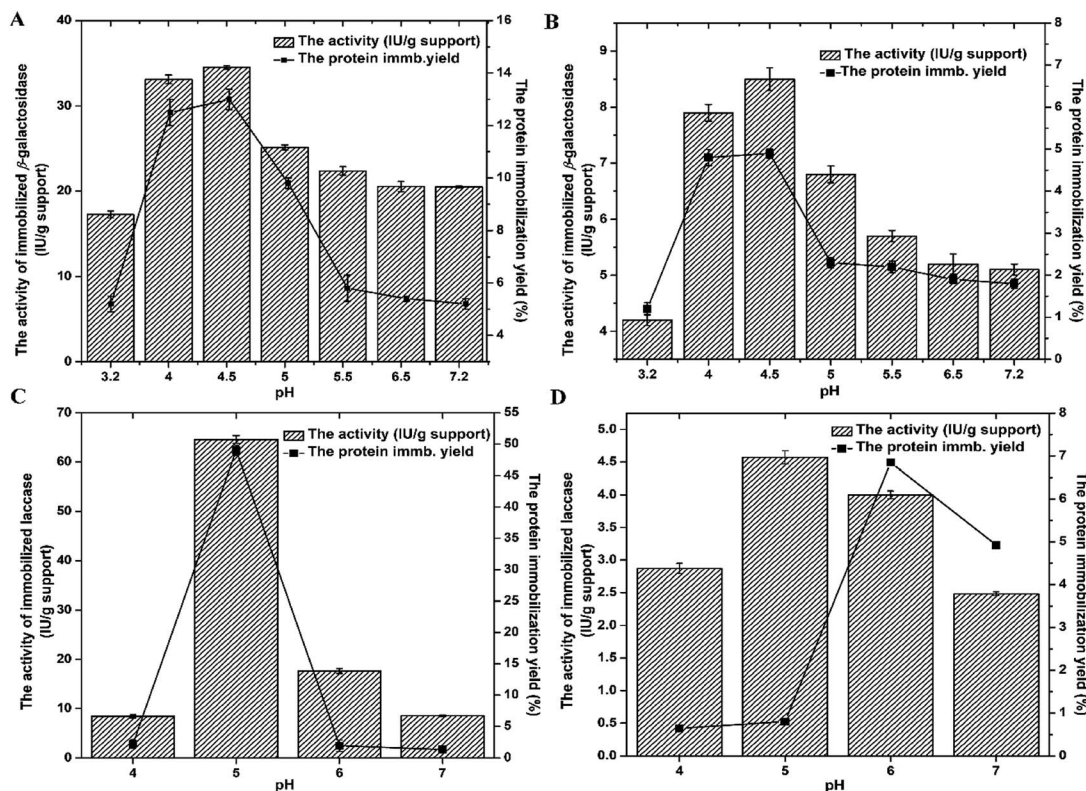 A
The activity of immobilized β-galactosidase
(IU/g support)
40
30
20
10
0
The activity (IU/g support)
The protein immb.yield
16
14
12
10
8
6
4
The protein immobilization yield (%)
3.2 4 4.5 5 5.5 6.5 7.2
pH
B
The activity of immobilized β-galactosidase
(IU/g support)
9
8
7
6
5
4
The activity (IU/g support)
The protein immb. yield
8
7
6
5
4
3
2
1
0
The protein immobilization yield (%)
3.2 4 4.5 5 5.5 6.5 7.2
pH
C
The activity of immobilized laccase
(IU/g support)
70
60
50
40
30
20
10
0
The activity (IU/g support)
The protein immb. yield
55
50
45
40
35
30
25
20
15
10
5
0
The protein immobilization yield (%)
4 5 6 7
pH
D
The activity of immobilized laccase
(IU/g support)
5.0
4.5
4.0
3.5
3.0
2.5
2.0
1.5
1.0
0.5
0.0
The activity (IU/g support)
The protein immb. yield
8
7
6
5
4
3
2
1
0
The protein immobilization yield (%)
4 5 6 7
pH